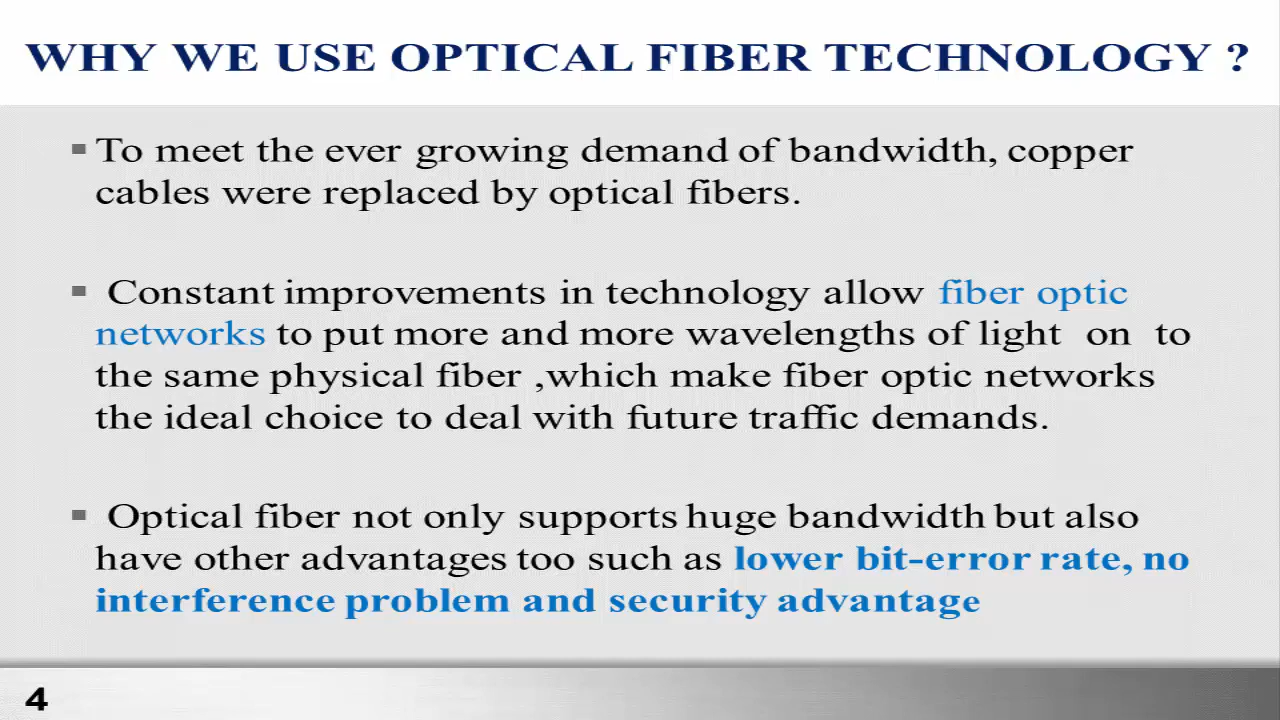 WHY WE USE OPTICAL FIBER TECHNOLOGY ?
To meet the ever growing demand of bandwidth, copper
cables were replaced by optical fibers.
Constant improvements in technology allow fiber optic
networks to put more and more wavelengths of light on to
the same physical fiber ,which make fiber optic networks
the ideal choice to deal with future traffic demands.
Optical fiber not only supports huge bandwidth but also
have other advantages too such as lower bit-error rate, no
interference problem and security advantage
4